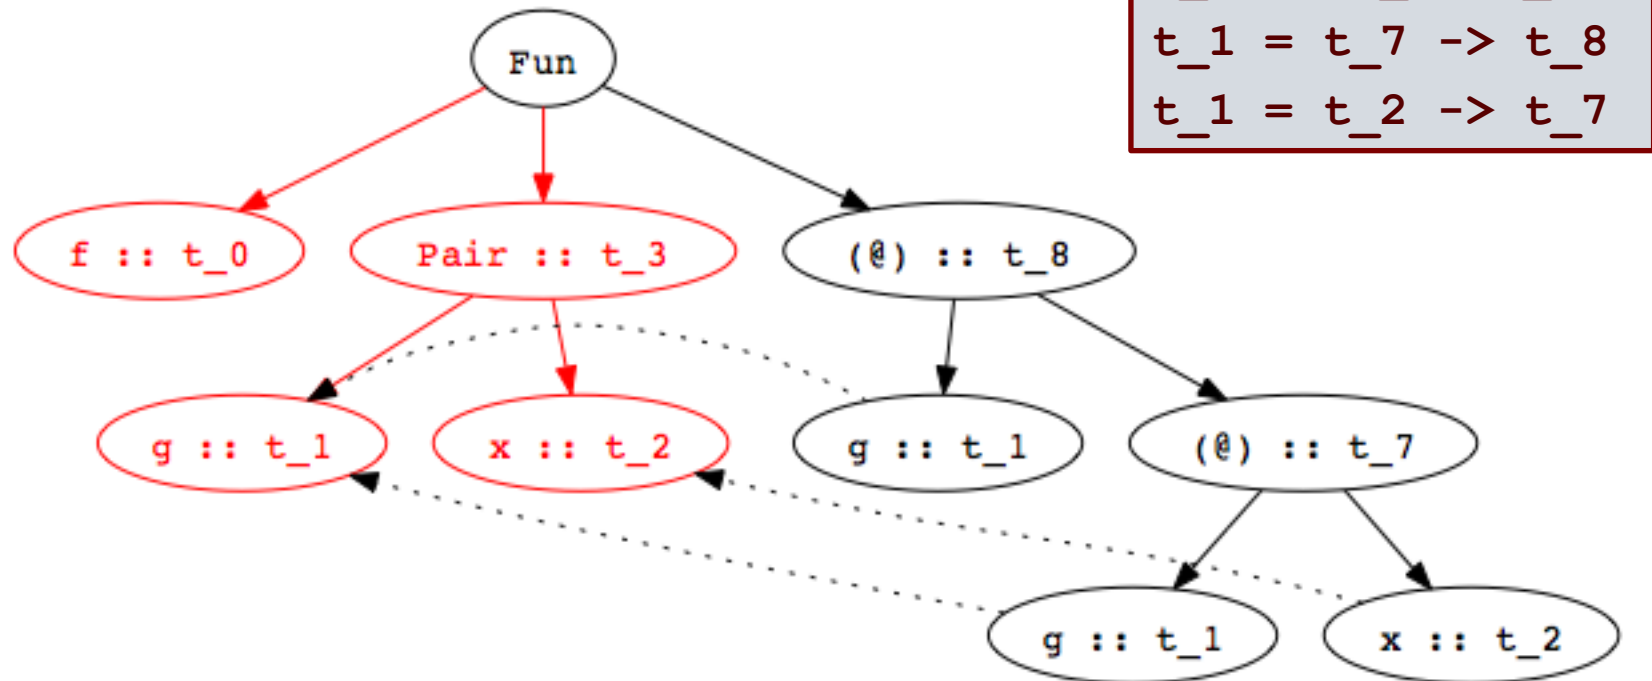 t_1 = t_7 -> t_8
t_1 = t_2 -> t_7
Fun
f :: t_0
Pair :: t_3
(@) :: t_8
g :: t_1
x :: t_2
g :: t_1
(@) :: t_7
g :: t_1
x :: t_2